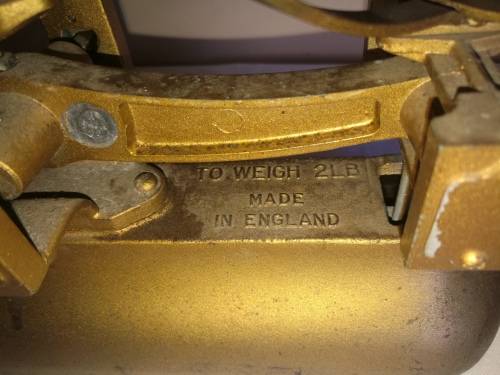 TO WEIGH 2LB
MADE
IN ENGLAND